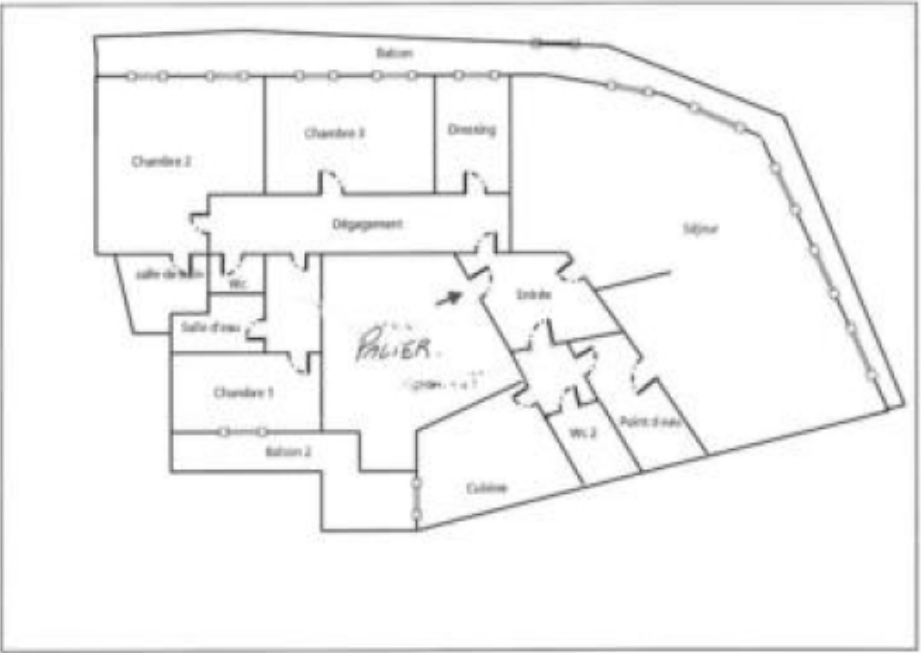 Balcon
Chambre 3
Dressing
Chambre 2
Dégagement
Séjour
salle de bain
Wc
Entrée
Salle d'eau
PALIER.
Chambre 1
Point d'eau
Wc 2
Balcon 2
Cuisine